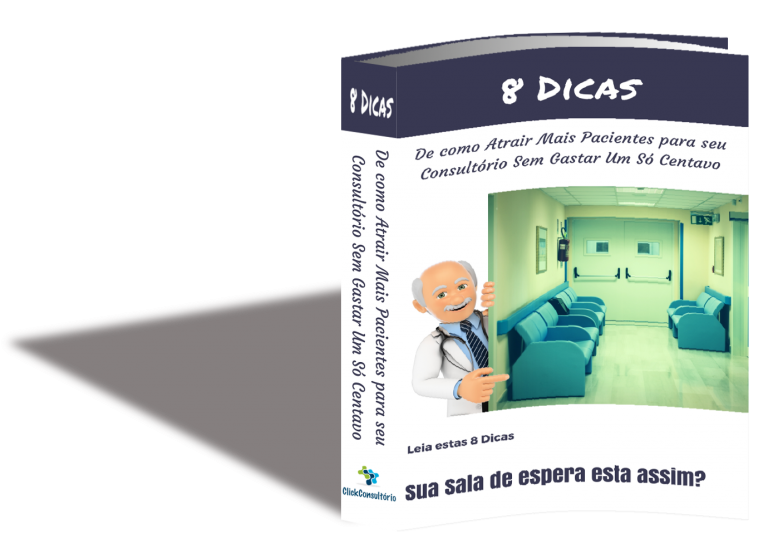 8 DICAS
De como Atrair Mais Pacientes para seu
Consultório Sem Gastar Um Só Centavo
Leia estas 8 Dicas
sua sala de espera esta assim?
8 DICAS
De como Atrair Mais Pacientes para seu
Consultório Sem Gastar Um Só Centavo
ClickConsultório